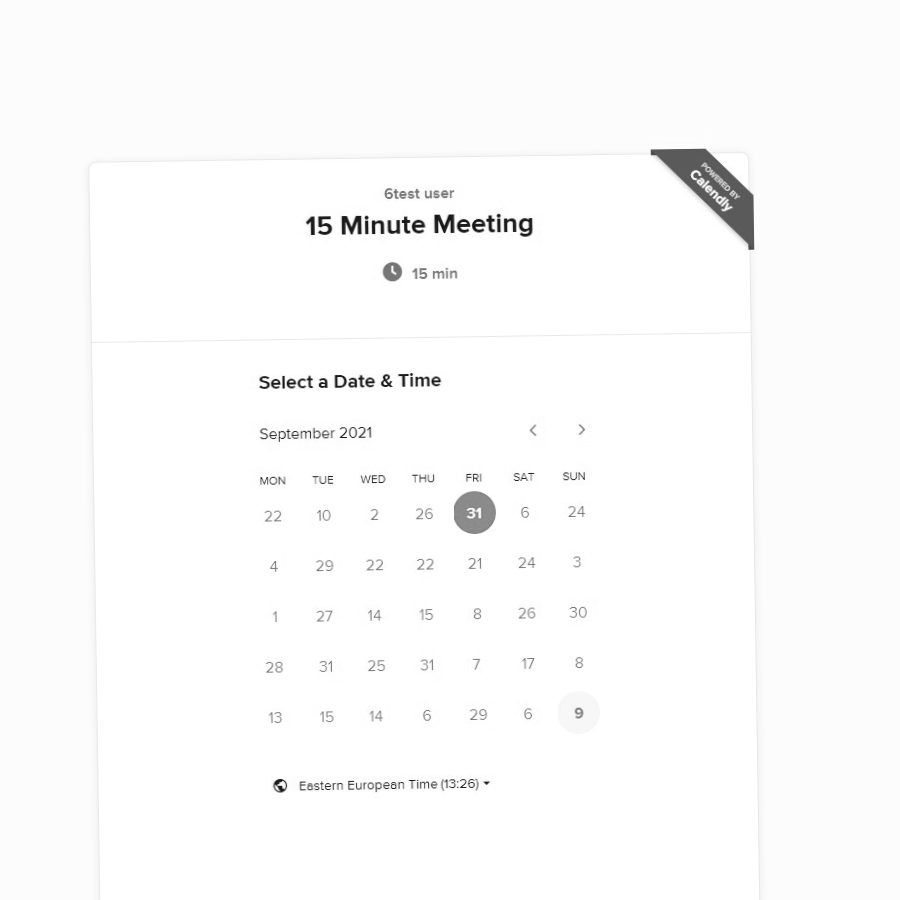 POWERED BY
Calendly
6test user
15 Minute Meeting
15 min
Select a Date & Time
September 2021
MON TUE WED THU FRI SAT SUN
22 10 2 26 31 6 24
4 29 22 22 21 24 3
1 27 14 15 8 26 30
28 31 25 31 7 17 8
13 15 14 6 29 6 9
Eastern European Time (13:26)